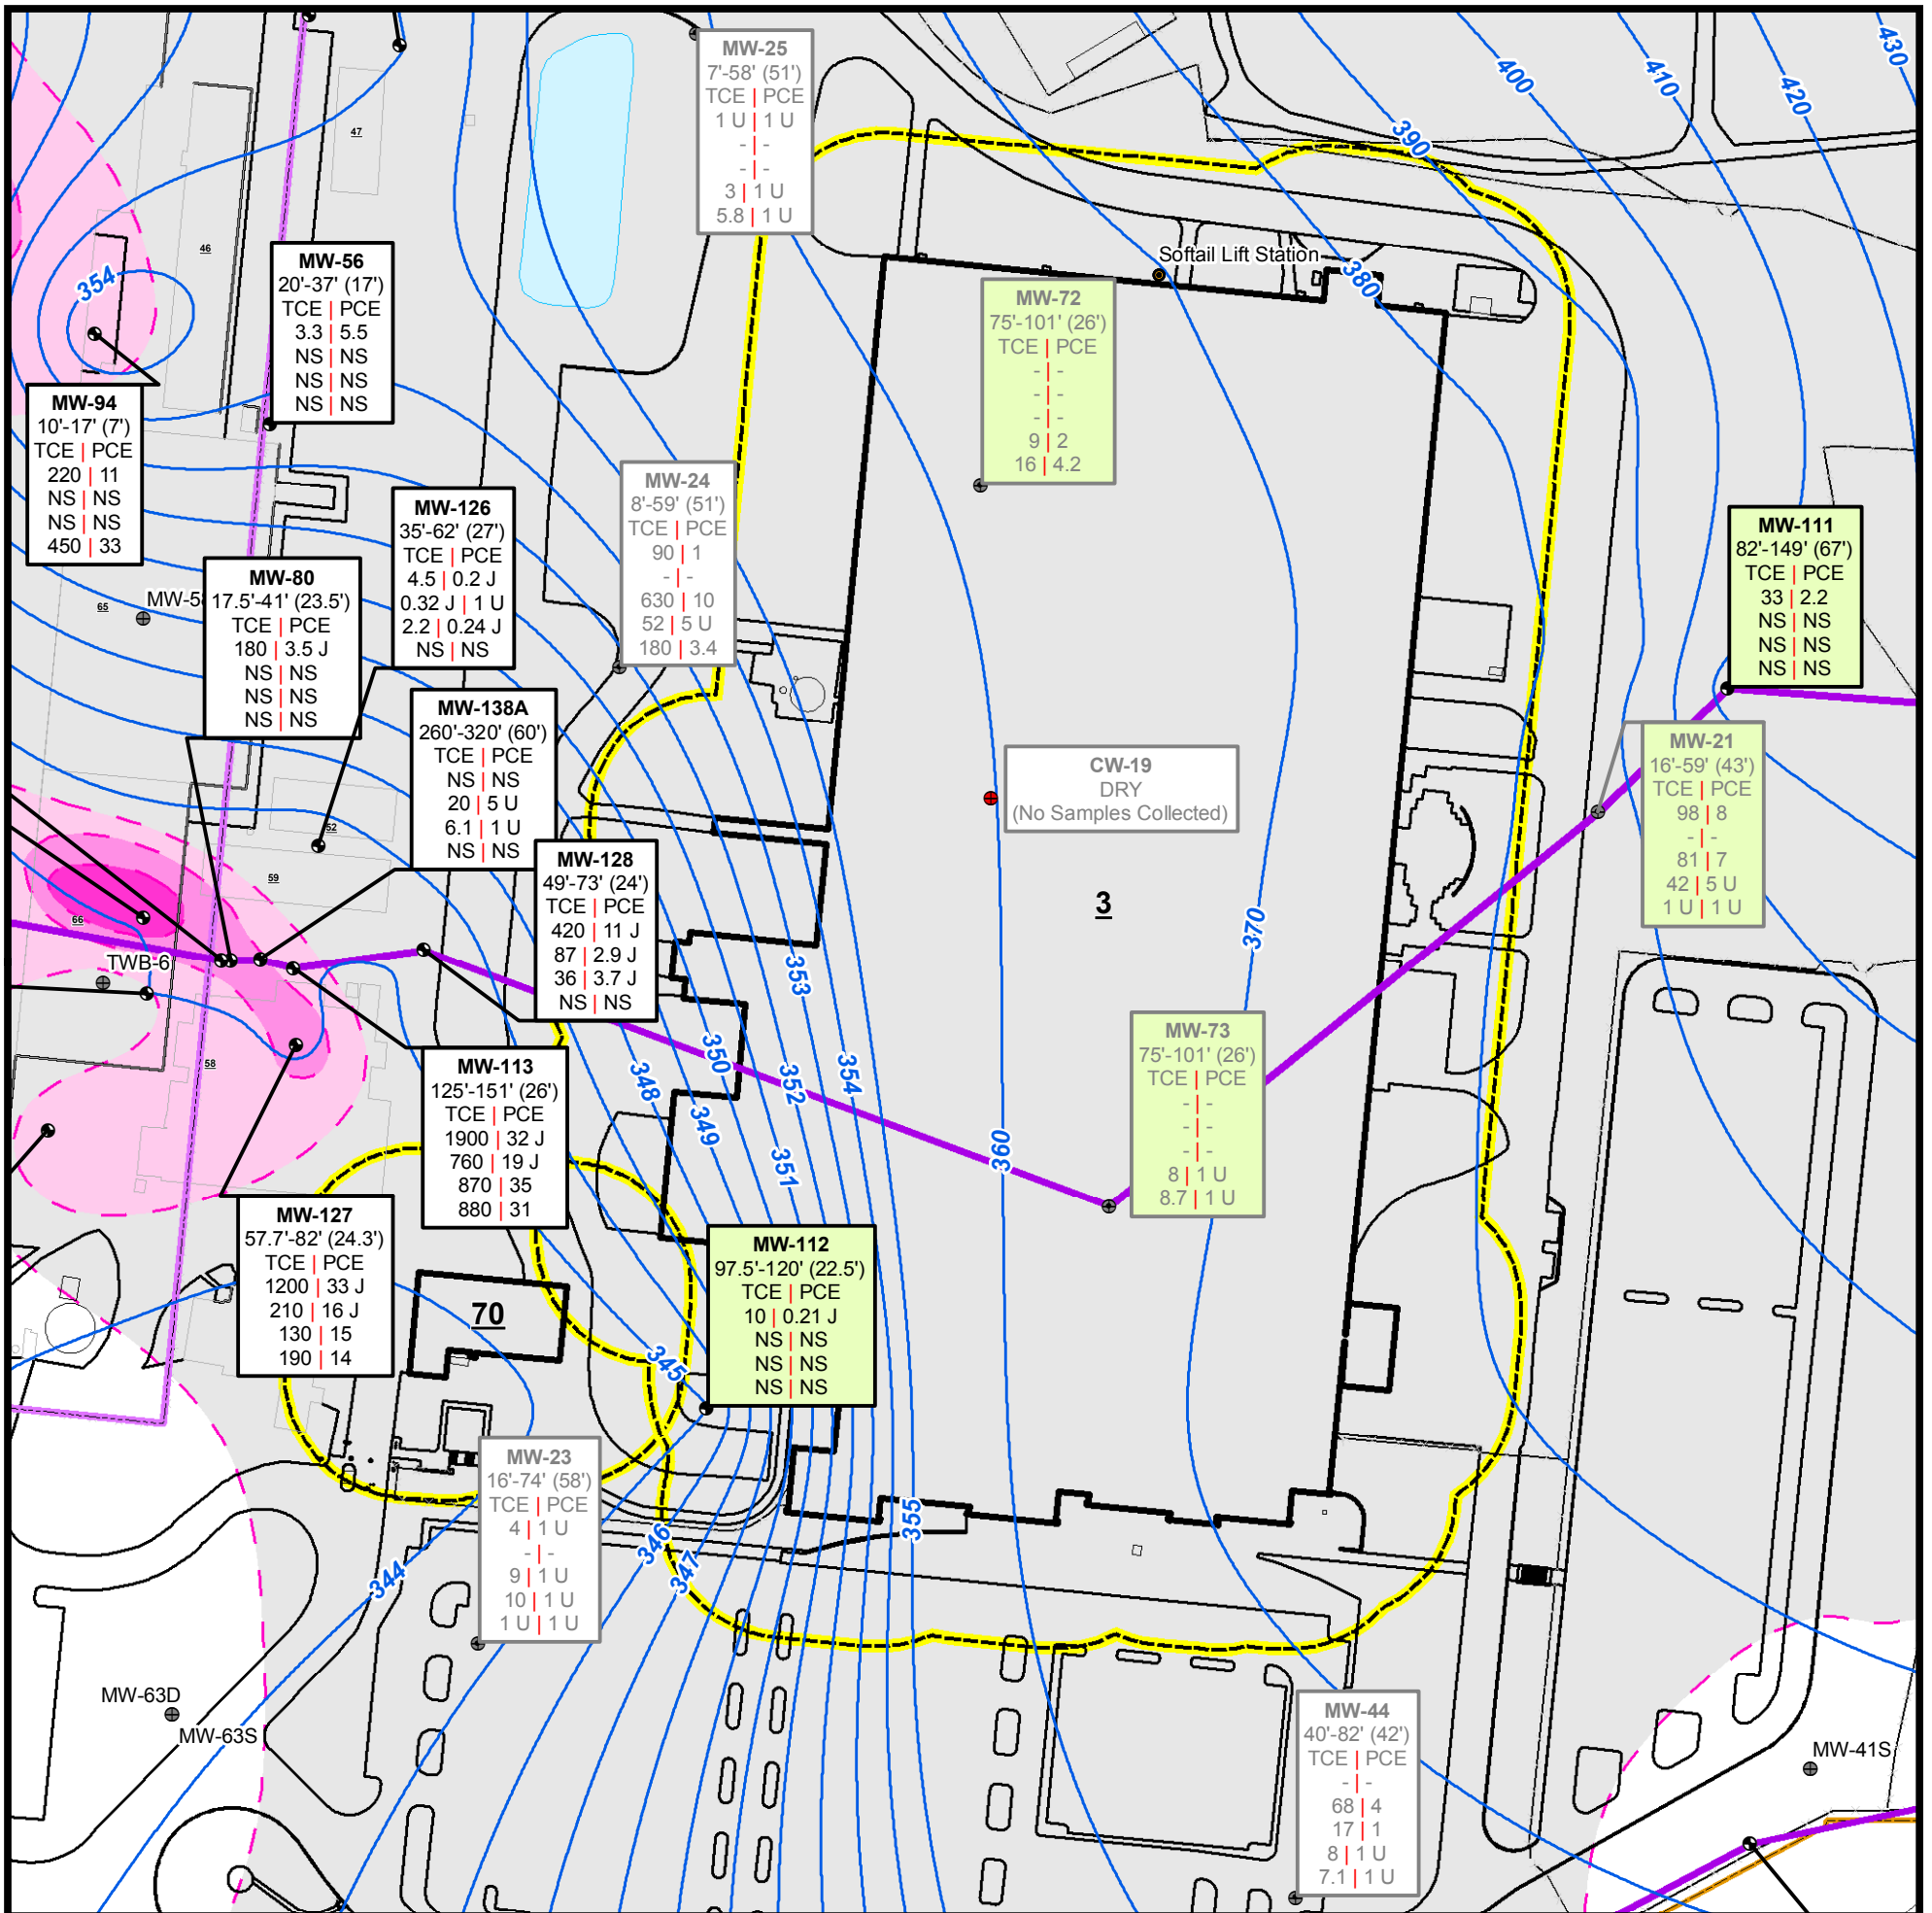 MW-25
7'-58' (51')
TCE | PCE
1 U | 1 U
- | -
- | -
3 | 1 U
5.8 | 1 U
400
410
420
430
390
380
47
46
354
MW-56
20'-37' (17')
TCE | PCE
3.3 | 5.5
NS | NS
NS | NS
NS | NS
Softail Lift Station
MW-72
75'-101' (26')
TCE | PCE
- | -
- | -
- | -
9 | 2
16 | 4.2
MW-94
10'-17' (7')
TCE | PCE
220 | 11
NS | NS
NS | NS
450 | 33
MW-24
8'-59' (51')
TCE | PCE
90 | 1
- | -
630 | 10
52 | 5 U
180 | 3.4
MW-126
35'-62' (27')
TCE | PCE
4.5 | 0.2 J
0.32 J | 1 U
2.2 | 0.24 J
NS | NS
MW-111
82'-149' (67')
TCE | PCE
33 | 2.2
NS | NS
NS | NS
NS | NS
65
MW-5
MW-80
17.5'-41' (23.5')
TCE | PCE
180 | 3.5 J
NS | NS
NS | NS
NS | NS
MW-138A
260'-320' (60')
TCE | PCE
NS | NS
20 | 5 U
6.1 | 1 U
NS | NS
CW-19
DRY
(No Samples Collected)
MW-21
16'-59' (43')
TCE | PCE
98 | 8
- | -
81 | 7
42 | 5 U
1 U | 1 U
52
59
66
MW-128
49'-73' (24')
TCE | PCE
420 | 11 J
87 | 2.9 J
36 | 3.7 J
NS | NS
3
370
353
TWB-6
58
MW-73
75'-101' (26')
TCE | PCE
- | -
- | -
- | -
8 | 1 U
8.7 | 1 U
350
348
352
354
349
351
360
MW-113
125'-151' (26')
TCE | PCE
1900 | 32 J
760 | 19 J
870 | 35
880 | 31
MW-127
57.7'-82' (24.3')
TCE | PCE
1200 | 33 J
210 | 16 J
130 | 15
190 | 14
70
MW-112
97.5'-120' (22.5')
TCE | PCE
10 | 0.21 J
NS | NS
NS | NS
NS | NS
345
MW-23
16'-74' (58')
TCE | PCE
4 | 1 U
- | -
9 | 1 U
10 | 1 U
1 U | 1 U
355
346
347
344
MW-63D
MW-63S
MW-44
40'-82' (42')
TCE | PCE
- | -
68 | 4
17 | 1
8 | 1 U
7.1 | 1 U
MW-41S